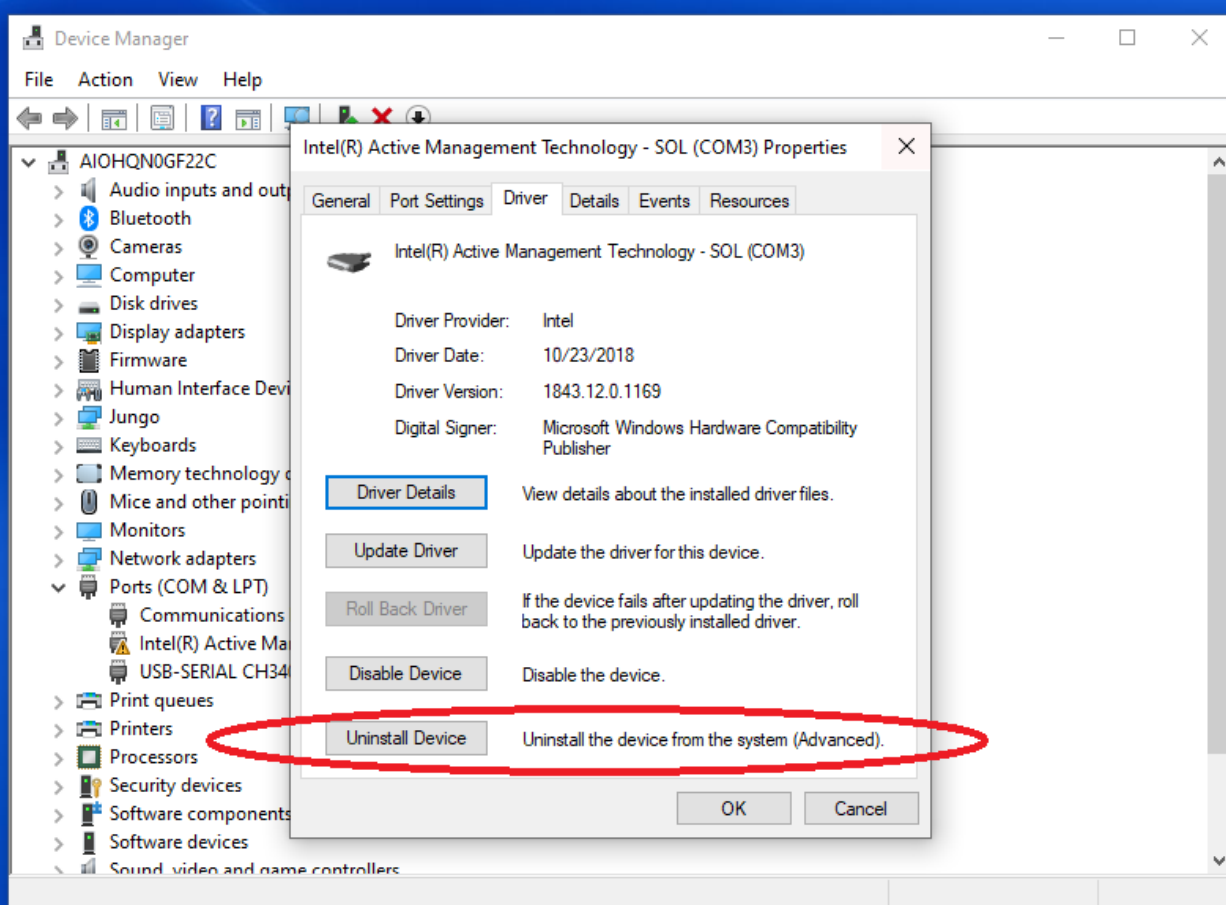 Device Manager
File Action View Help
AIOHQN0GF22C
Audio inputs and outp
Bluetooth
Cameras
Computer
Disk drives
Display adapters
Firmware
Human Interface Devi
Jungo
Keyboards
Memory technology
Mice and other pointi
Monitors
Network adapters
Ports (COM & LPT)
Communications
Intel(R) Active Ma
USB-SERIAL CH34
Print queues
Printers
Processors
Security devices
Software components
Software devices
Sound, video and game controllers
Intel(R) Active Management Technology - SOL (COM3) Properties
General Port Settings Driver Details Events Resources
Intel(R) Active Management Technology - SOL (COM3)
Driver Provider: Intel
Driver Date: 10/23/2018
Driver Version: 1843.12.0.1169
Digital Signer: Microsoft Windows Hardware Compatibility
Publisher
Driver Details View details about the installed driver files.
Update Driver Update the driver for this device.
Roll Back Driver If the device fails after updating the driver, roll
back to the previously installed driver.
Disable Device Disable the device.
Uninstall Device Uninstall the device from the system (Advanced).
OK Cancel